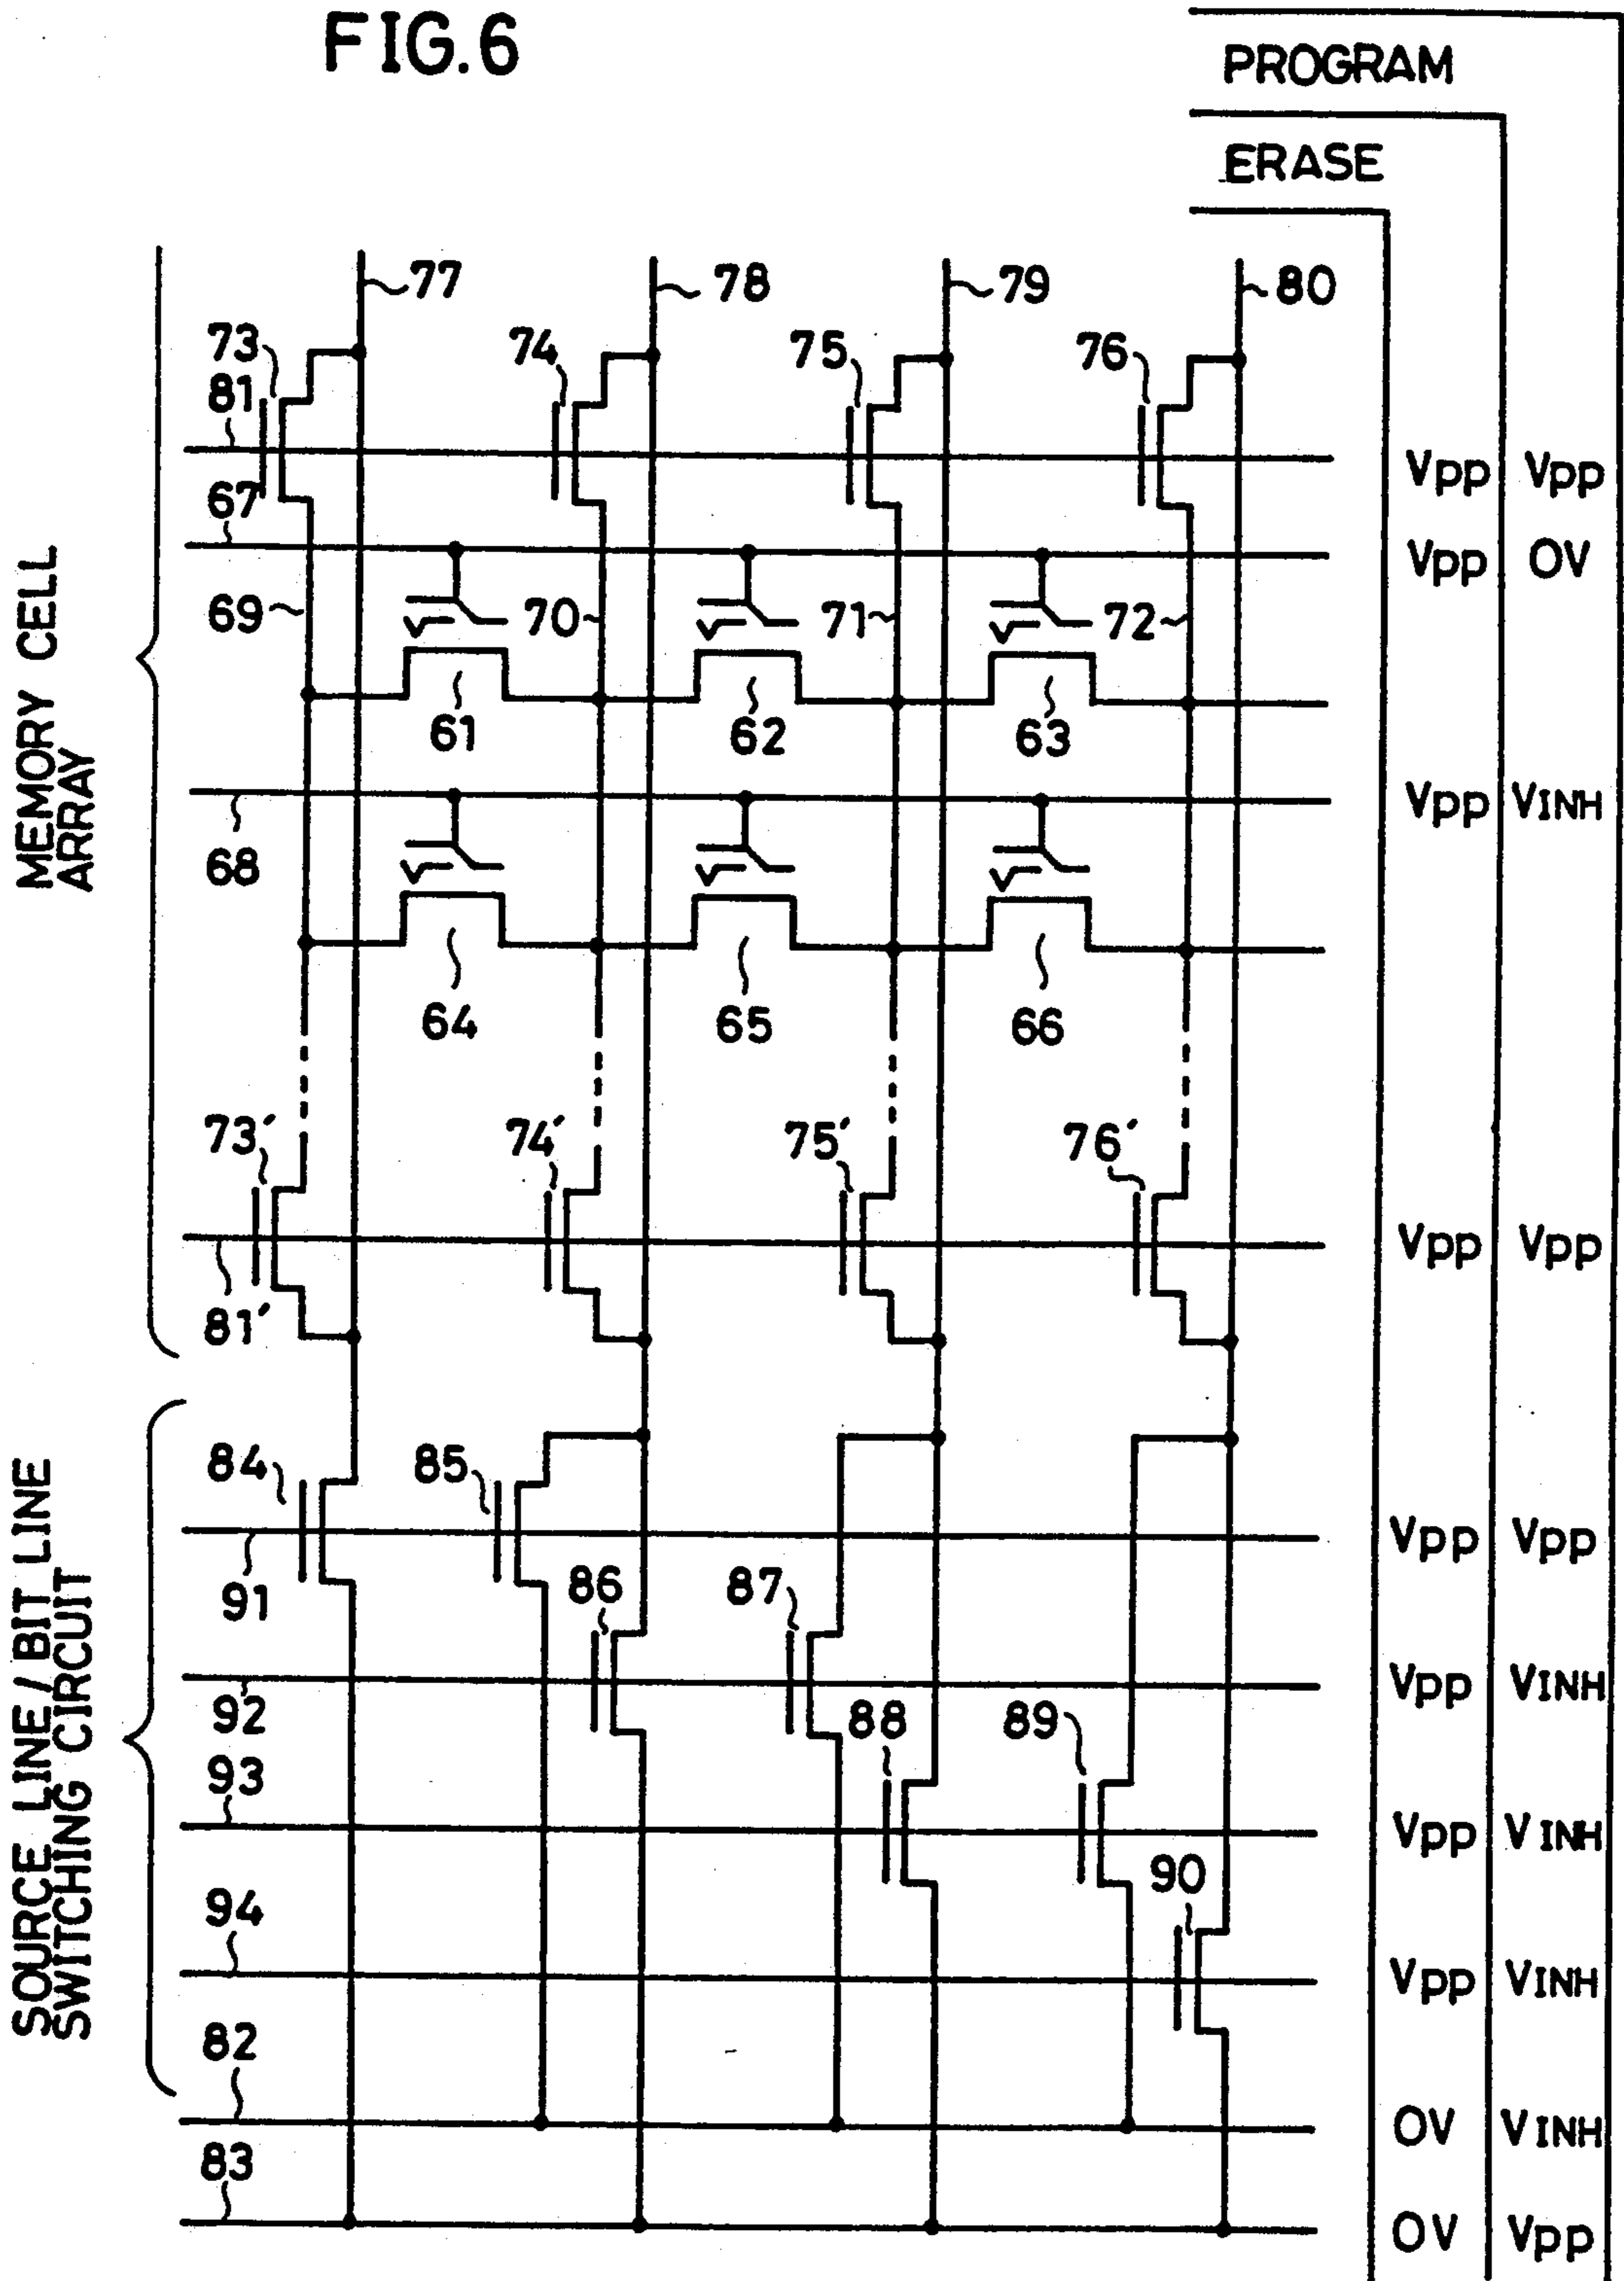 FIG.6
PROGRAM
ERASE
77
78
79
80
73
74
75
76
81
Vpp Vpp
67
Vpp 0V
69
70
71
72
61
62
63
MEMORY CELL
ARRAY
68
Vpp VINH
64
65
66
73′
74′
75′
76′
81′
Vpp Vpp
SOURCE LINE / BIT LINE
SWITCHING CIRCUIT
84
85
91
Vpp Vpp
86
87
92
Vpp VINH
88
89
93
Vpp VINH
90
94
Vpp VINH
82
0V VINH
83
0V Vpp